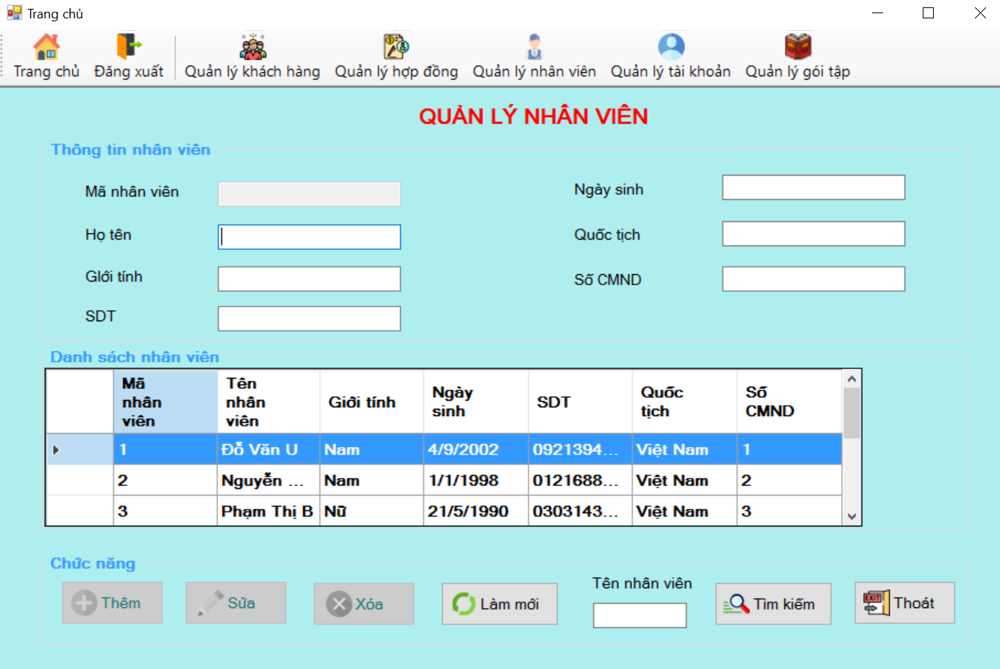 Trang chủ
Trang chủ Đăng xuất Quản lý khách hàng Quản lý hợp đồng Quản lý nhân viên Quản lý tài khoản Quản lý gói tập
QUẢN LÝ NHÂN VIÊN
Thông tin nhân viên
Mã nhân viên
Ngày sinh
Họ tên
Quốc tịch
GIới tính
Số CMND
SDT
Danh sách nhân viên
Mã nhân viên Tên nhân viên Giới tính Ngày sinh SDT Quốc tịch Số CMND
1 Đỗ Văn U Nam 4/9/2002 0921394... Việt Nam 1
2 Nguyễn ... Nam 1/1/1998 0121688... Việt Nam 2
3 Phạm Thị B Nữ 21/5/1990 0303143... Việt Nam 3
Chức năng
Tên nhân viên
Thêm Sửa Xóa Làm mới Tìm kiếm EXIT Thoát